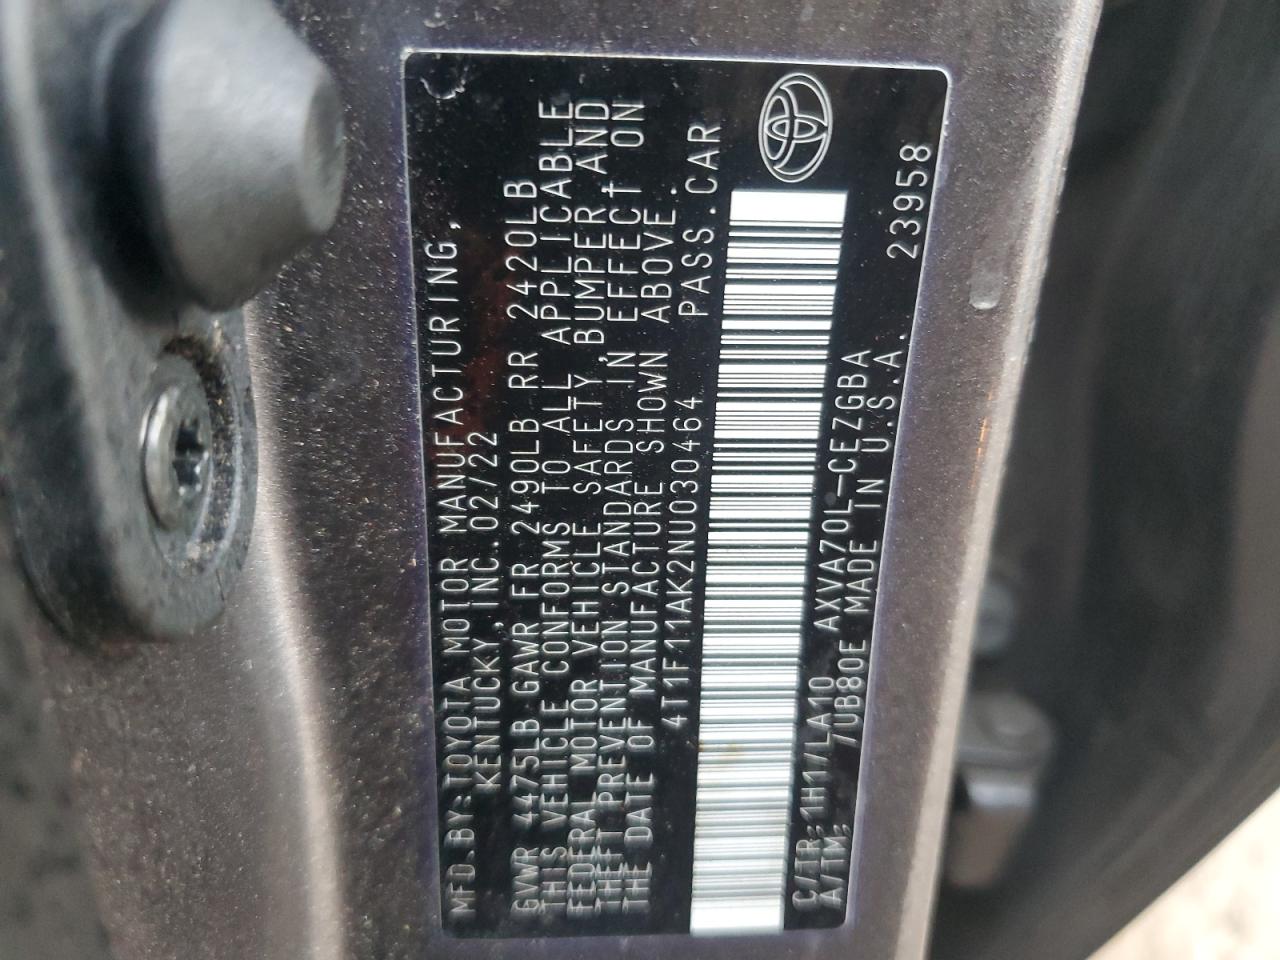 MFD.BY:TOYOTA MOTOR MANUFACTURING,
KENTUCKY,INC.02/22
GVWR 4475LB GAWR FR 2490LB RR 2420LB
THIS VEHICLE CONFORMS TO ALL APPLICABLE
FEDERAL MOTOR VEHICLE SAFETY,BUMPER,AND
THEFT PREVENTION STANDARDS IN EFFECT ON
THE DATE OF MANUFACTURE SHOWN ABOVE.
4T1F11AK2NU030464 PASS.CAR
C/TR: 1H1/LA10 AXVA70L-CEZGBA
A/TM: /UB80E MADE IN U.S.A. 23958